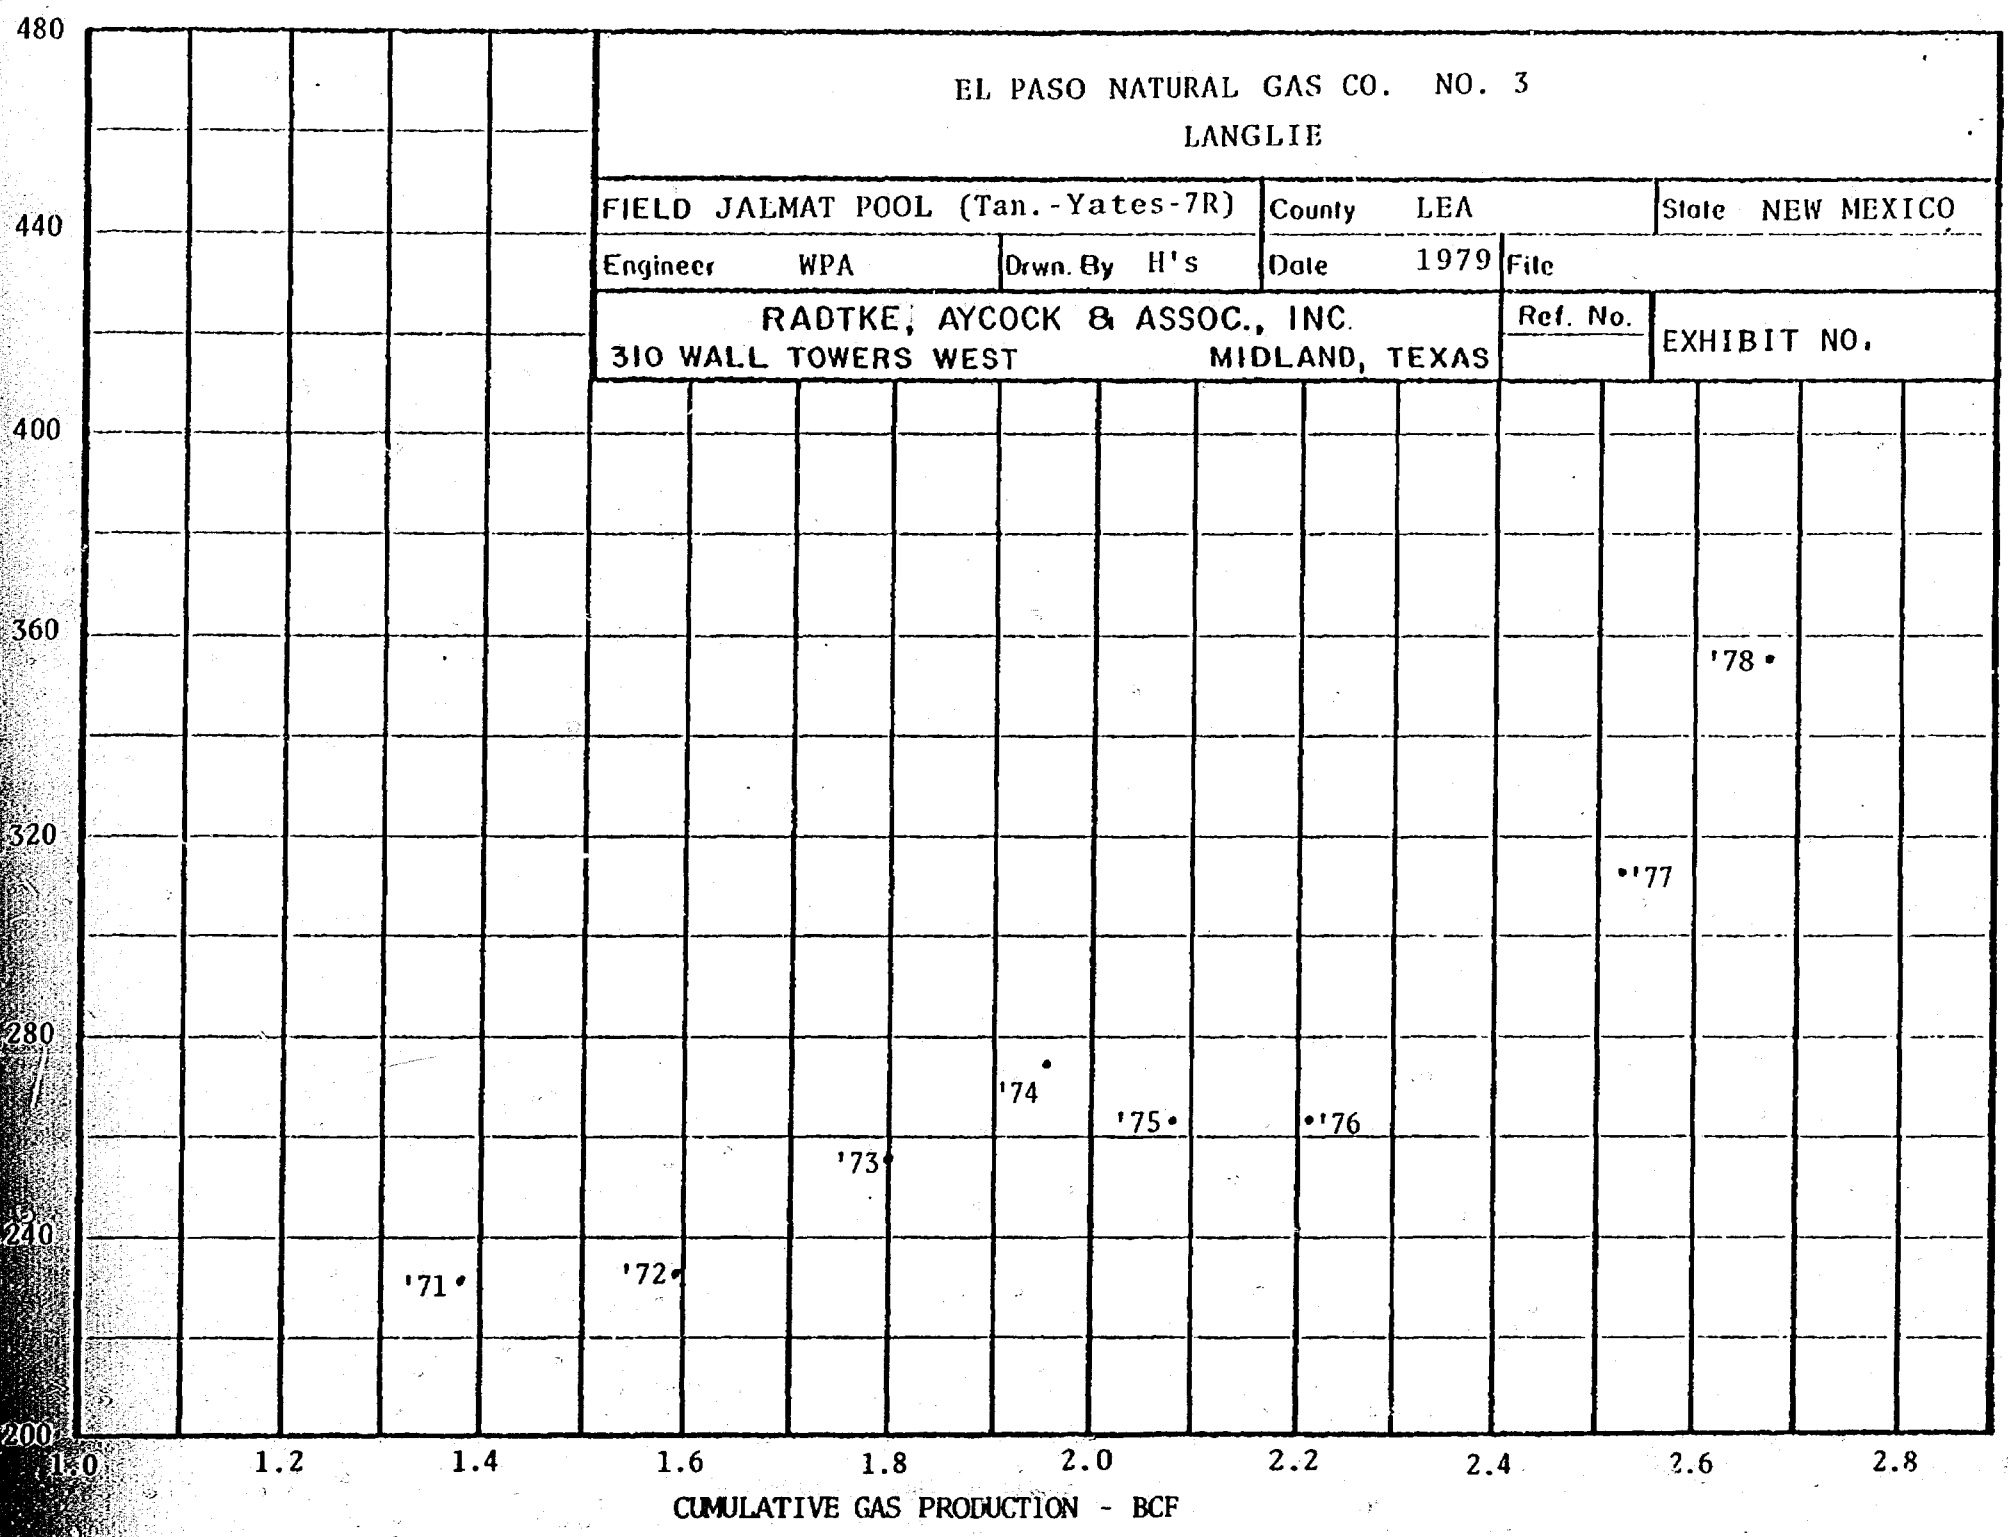 480
EL PASO NATURAL GAS CO. NO. 3
LANGLIE
FIELD JALMAT POOL (Tan.-Yates-7R) County LEA State NEW MEXICO
440
Engineer WPA Drwn. By H's Date 1979 File
RADTKE, AYCOCK & ASSOC., INC. Ref. No.
310 WALL TOWERS WEST MIDLAND, TEXAS EXHIBIT NO.
400
360
'78
320
'77
280
'74
'75 '76
'73
240
'71 '72
200
1.0 1.2 1.4 1.6 1.8 2.0 2.2 2.4 2.6 2.8
CUMULATIVE GAS PRODUCTION - BCF